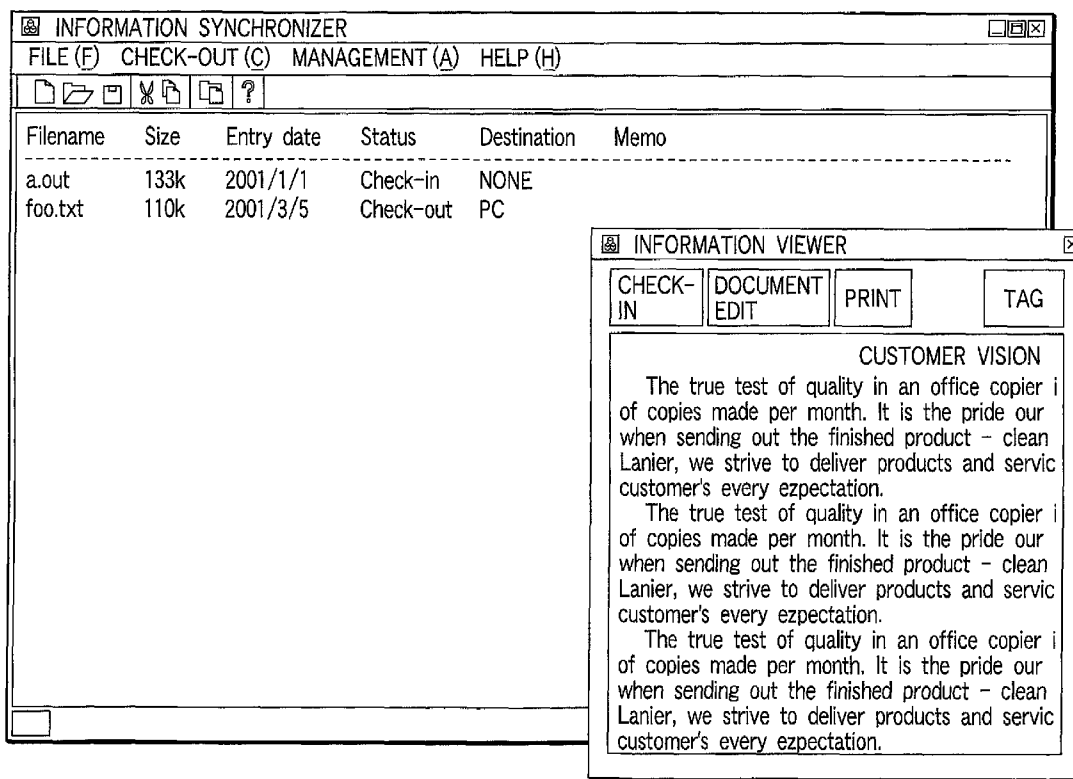 INFORMATION SYNCHRONIZER
FILE (F) CHECK-OUT (C) MANAGEMENT (A) HELP (H)
?
Filename Size Entry date Status Destination Memo
a.out 133k 2001/1/1 Check-in NONE
foo.txt 110k 2001/3/5 Check-out PC
INFORMATION VIEWER
CHECK-
IN
DOCUMENT
EDIT
PRINT
TAG
CUSTOMER VISION
The true test of quality in an office copier i
of copies made per month. It is the pride our
when sending out the finished product - clean
Lanier, we strive to deliver products and servic
customer's every ezpectation.
The true test of quality in an office copier i
of copies made per month. It is the pride our
when sending out the finished product - clean
Lanier, we strive to deliver products and servic
customer's every ezpectation.
The true test of quality in an office copier i
of copies made per month. It is the pride our
when sending out the finished product - clean
Lanier, we strive to deliver products and servic
customer's every ezpectation.